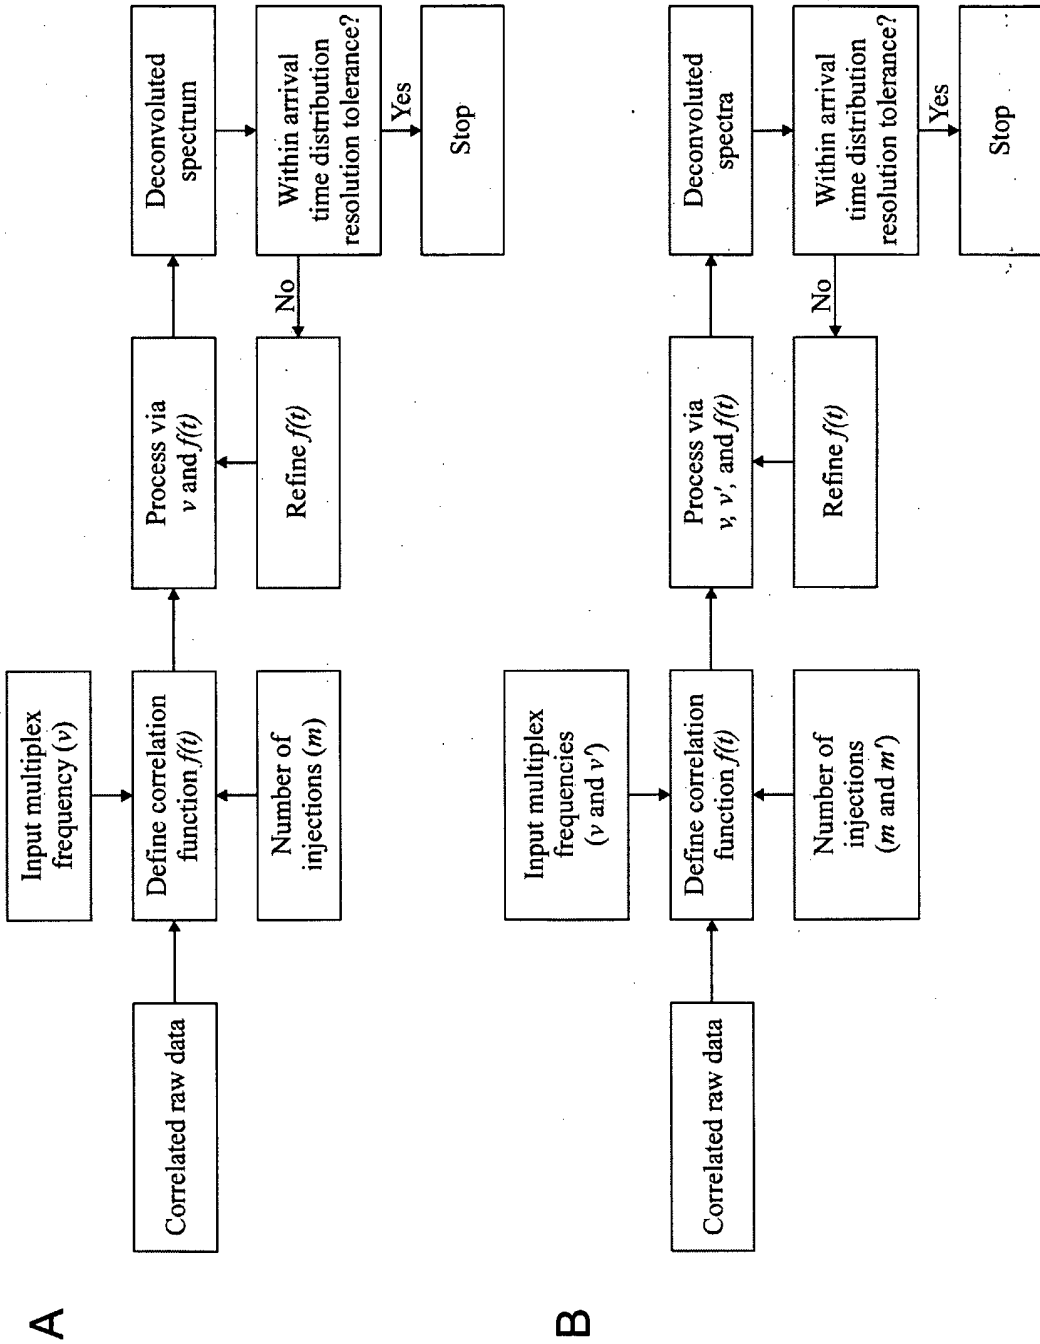 A
Correlated raw data
Input multiplex
frequency (ν)
Define correlation
function f(t)
Number of
injections (m)
Process via
ν and f(t)
Refine f(t)
Deconvoluted
spectrum
Within arrival
time distribution
resolution tolerance?
No
Yes
Stop
B
Correlated raw data
Input multiplex
frequencies
(ν and ν')
Define correlation
function f(t)
Number of
injections
(m and m')
Process via
ν, ν', and f(t)
Refine f(t)
Deconvoluted
spectra
Within arrival
time distribution
resolution tolerance?
No
Yes
Stop